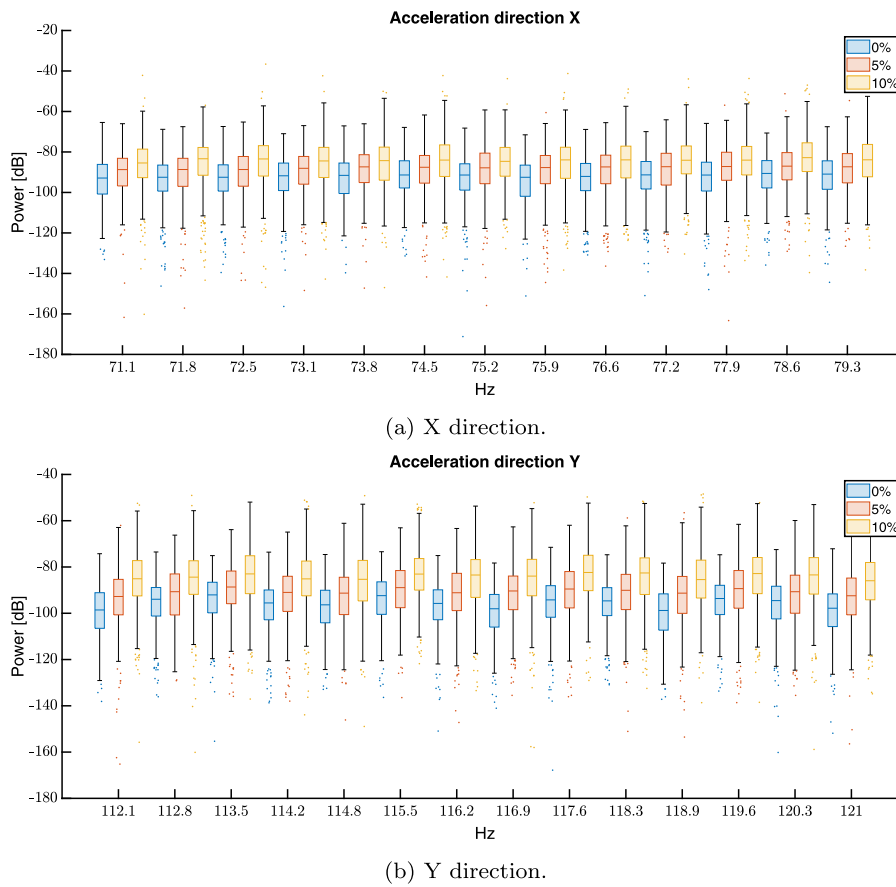 Acceleration direction X
-20
-40
-60
-80
-100
-120
-140
-160
-180
Power [dB]
0%
5%
10%
71.1 71.8 72.5 73.1 73.8 74.5 75.2 75.9 76.6 77.2 77.9 78.6 79.3
Hz
(a) X direction.
Acceleration direction Y
-40
-60
-80
-100
-120
-140
-160
-180
Power [dB]
0%
5%
10%
112.1 112.8 113.5 114.2 114.8 115.5 116.2 116.9 117.6 118.3 118.9 119.6 120.3 121
Hz
(b) Y direction.